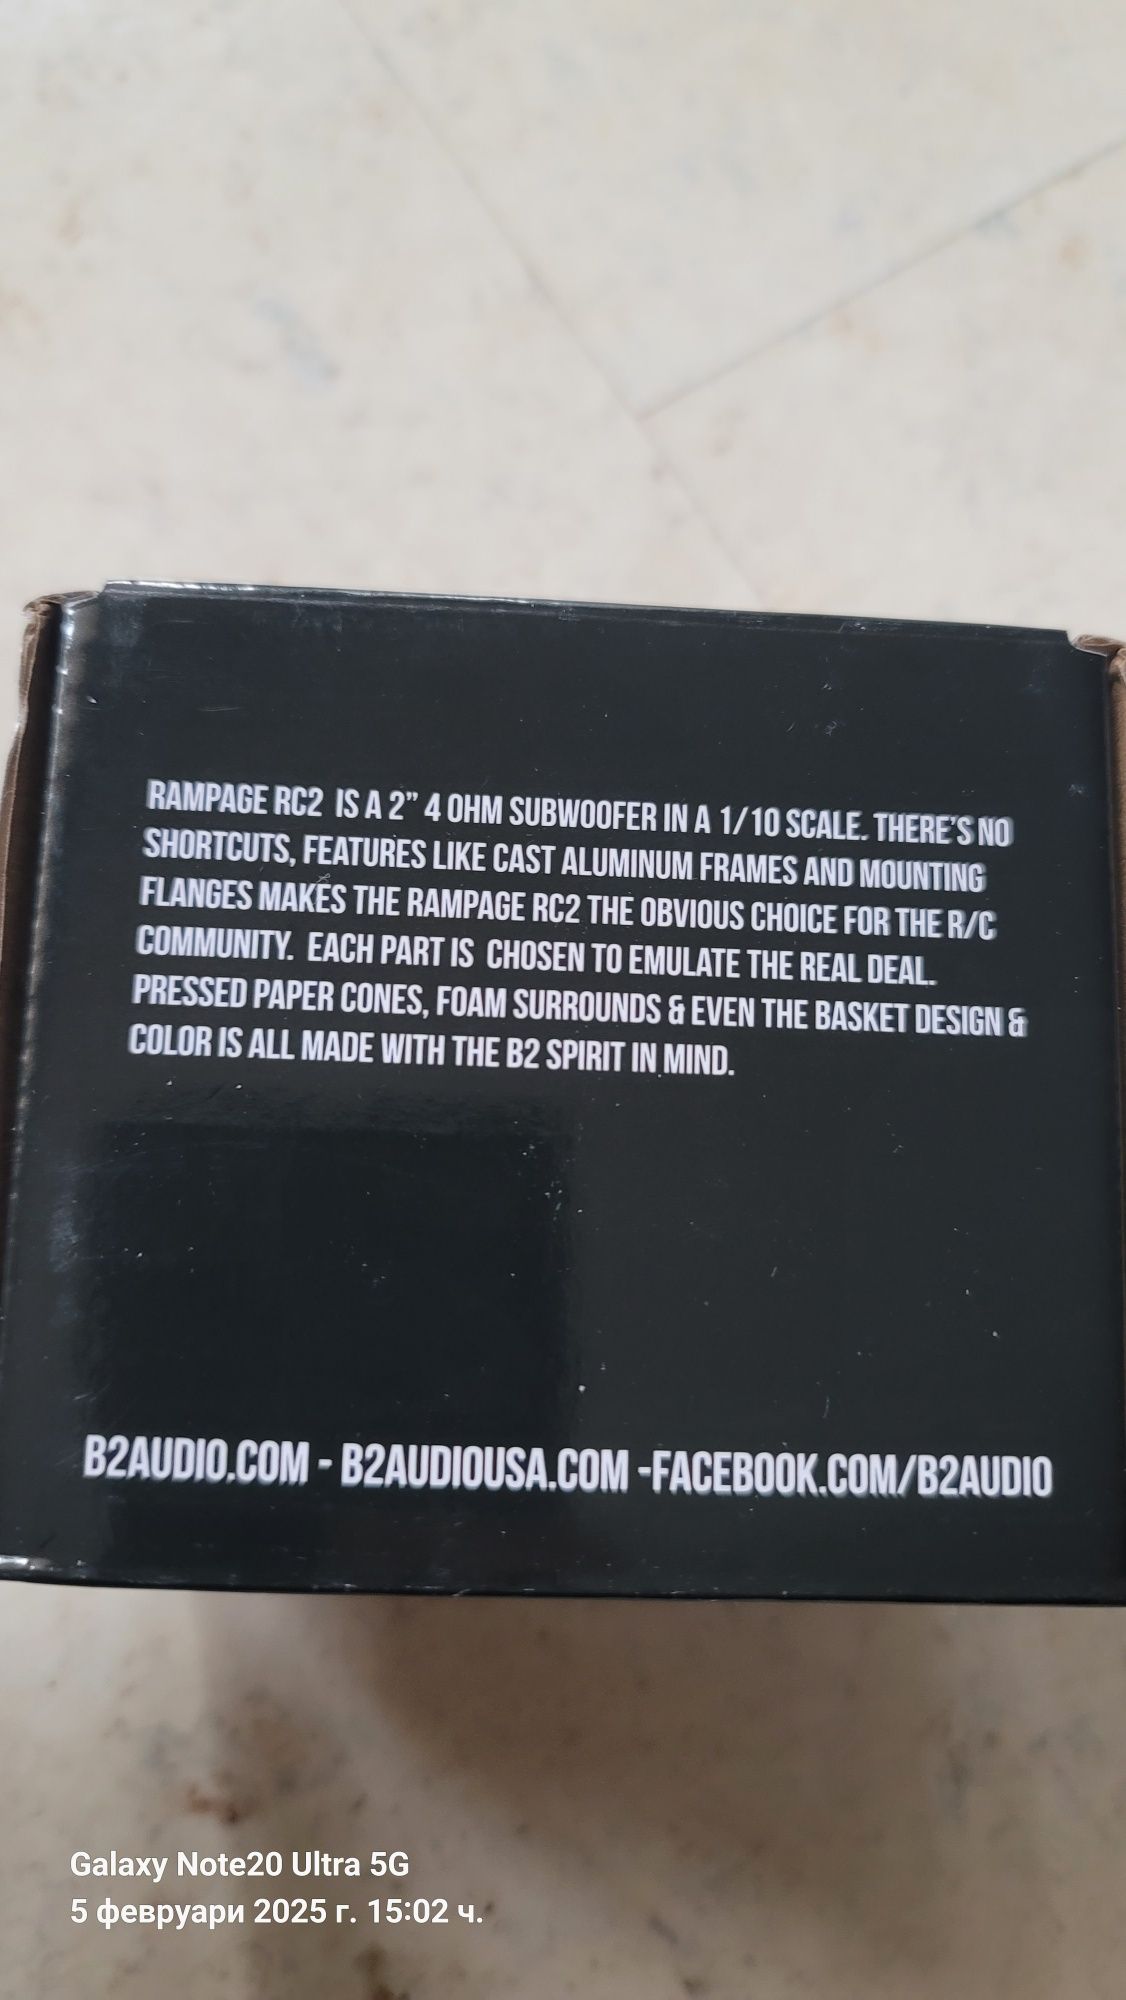 RAMPAGE RC2 IS A 2” 4 OHM SUBWOOFER IN A 1/10 SCALE. THERE'S NO
SHORTCUTS, FEATURES LIKE CAST ALUMINUM FRAMES AND MOUNTING
FLANGES MAKES THE RAMPAGE RC2 THE OBVIOUS CHOICE FOR THE R/C
COMMUNITY. EACH PART IS CHOSEN TO EMULATE THE REAL DEAL.
PRESSED PAPER CONES, FOAM SURROUNDS & EVEN THE BASKET DESIGN &
COLOR IS ALL MADE WITH THE B2 SPIRIT IN MIND.
B2AUDIO.COM - B2AUDIOUSA.COM -FACEBOOK.COM/B2AUDIO
Galaxy Note20 Ultra 5G
5 февруари 2025 г. 15:02 ч.